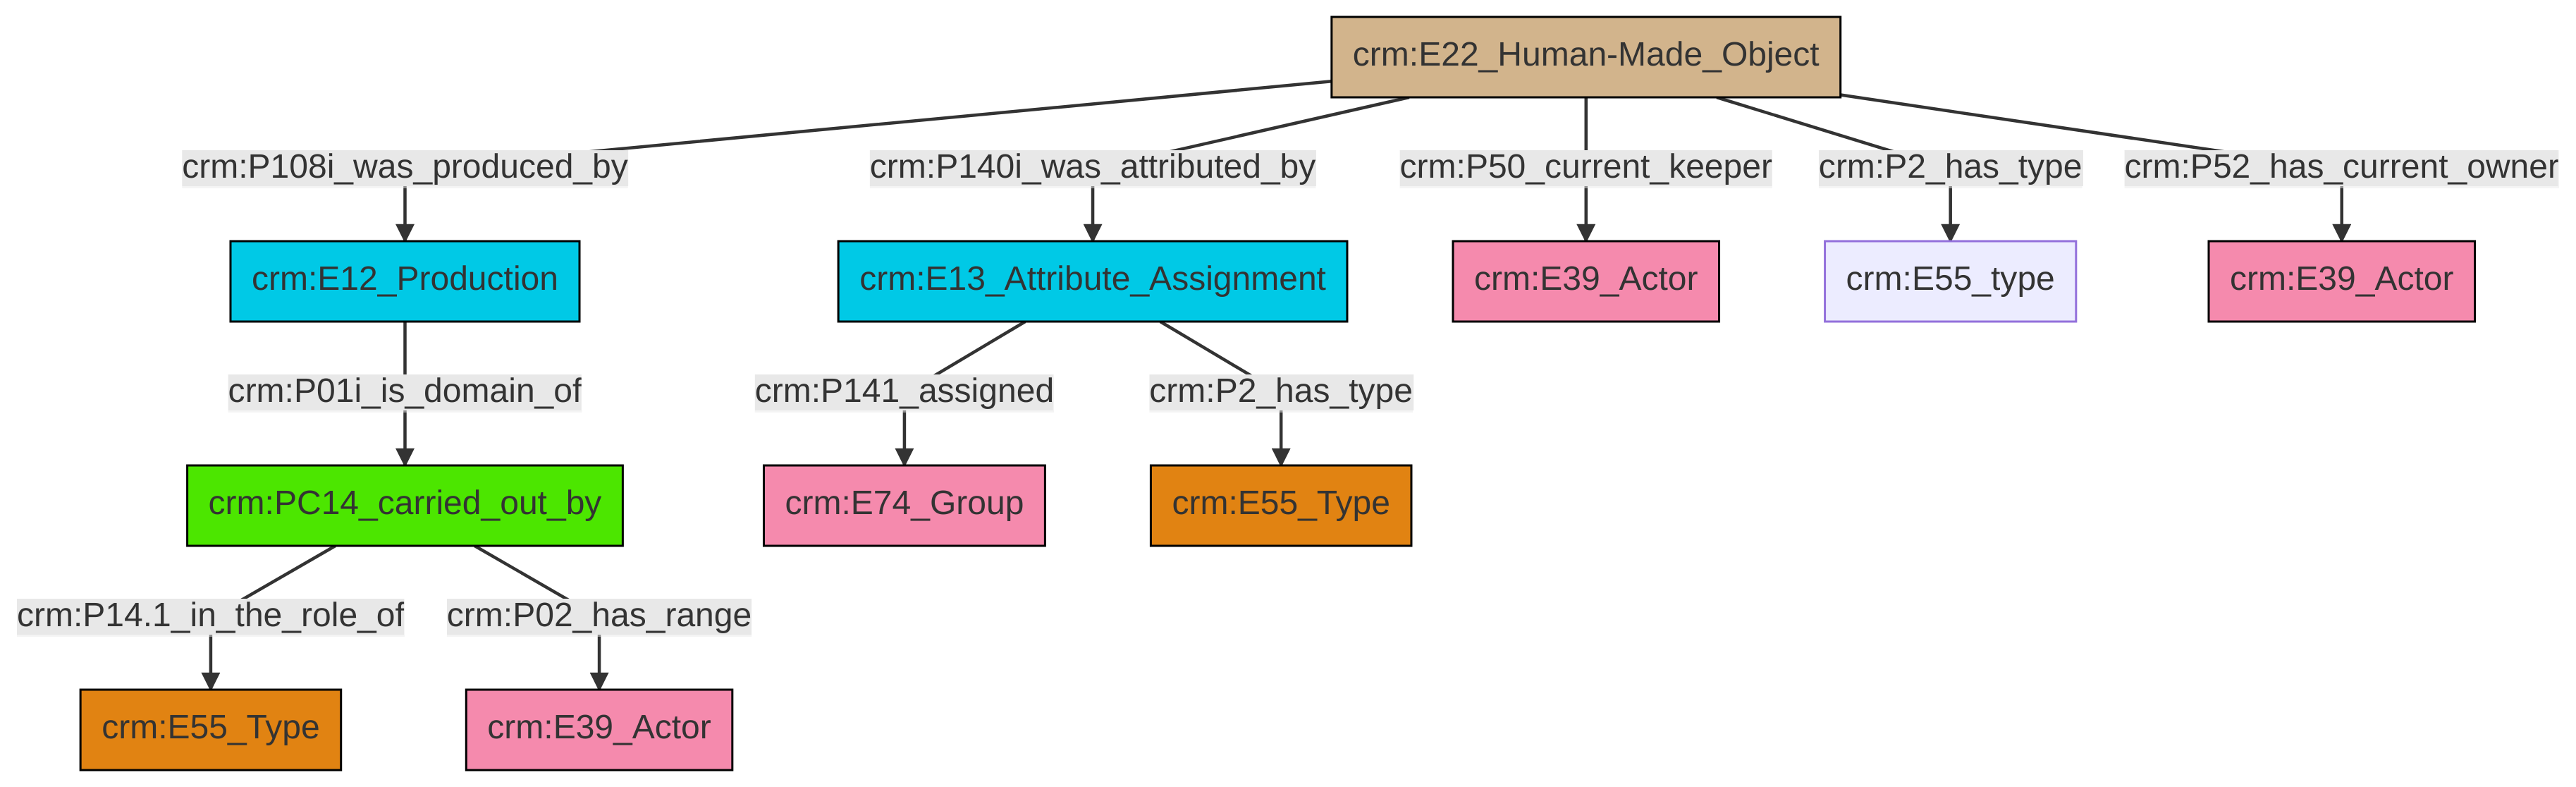 crm:E22_Human-Made_Object
crm:P108i_was_produced_by
crm:P140i_was_attributed_by
crm:P50_current_keeper
crm:P2_has_type
crm:P52_has_current_owner
crm:E12_Production
crm:E13_Attribute_Assignment
crm:E39_Actor
crm:E55_type
crm:E39_Actor
crm:P01i_is_domain_of
crm:P141_assigned
crm:P2_has_type
crm:PC14_carried_out_by
crm:E74_Group
crm:E55_Type
crm:P14.1_in_the_role_of
crm:P02_has_range
crm:E55_Type
crm:E39_Actor